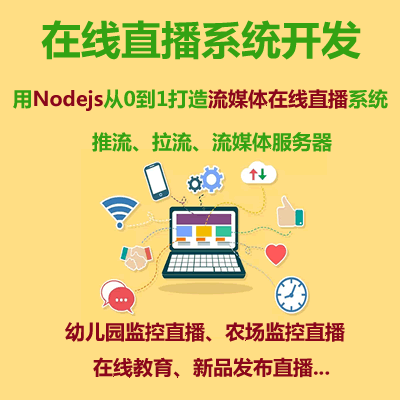 在线直播系统开发
用Nodejs从0到1打造流媒体在线直播系统
推流、拉流、流媒体服务器
幼儿园监控直播、农场监控直播
在线教育、新品发布直播...